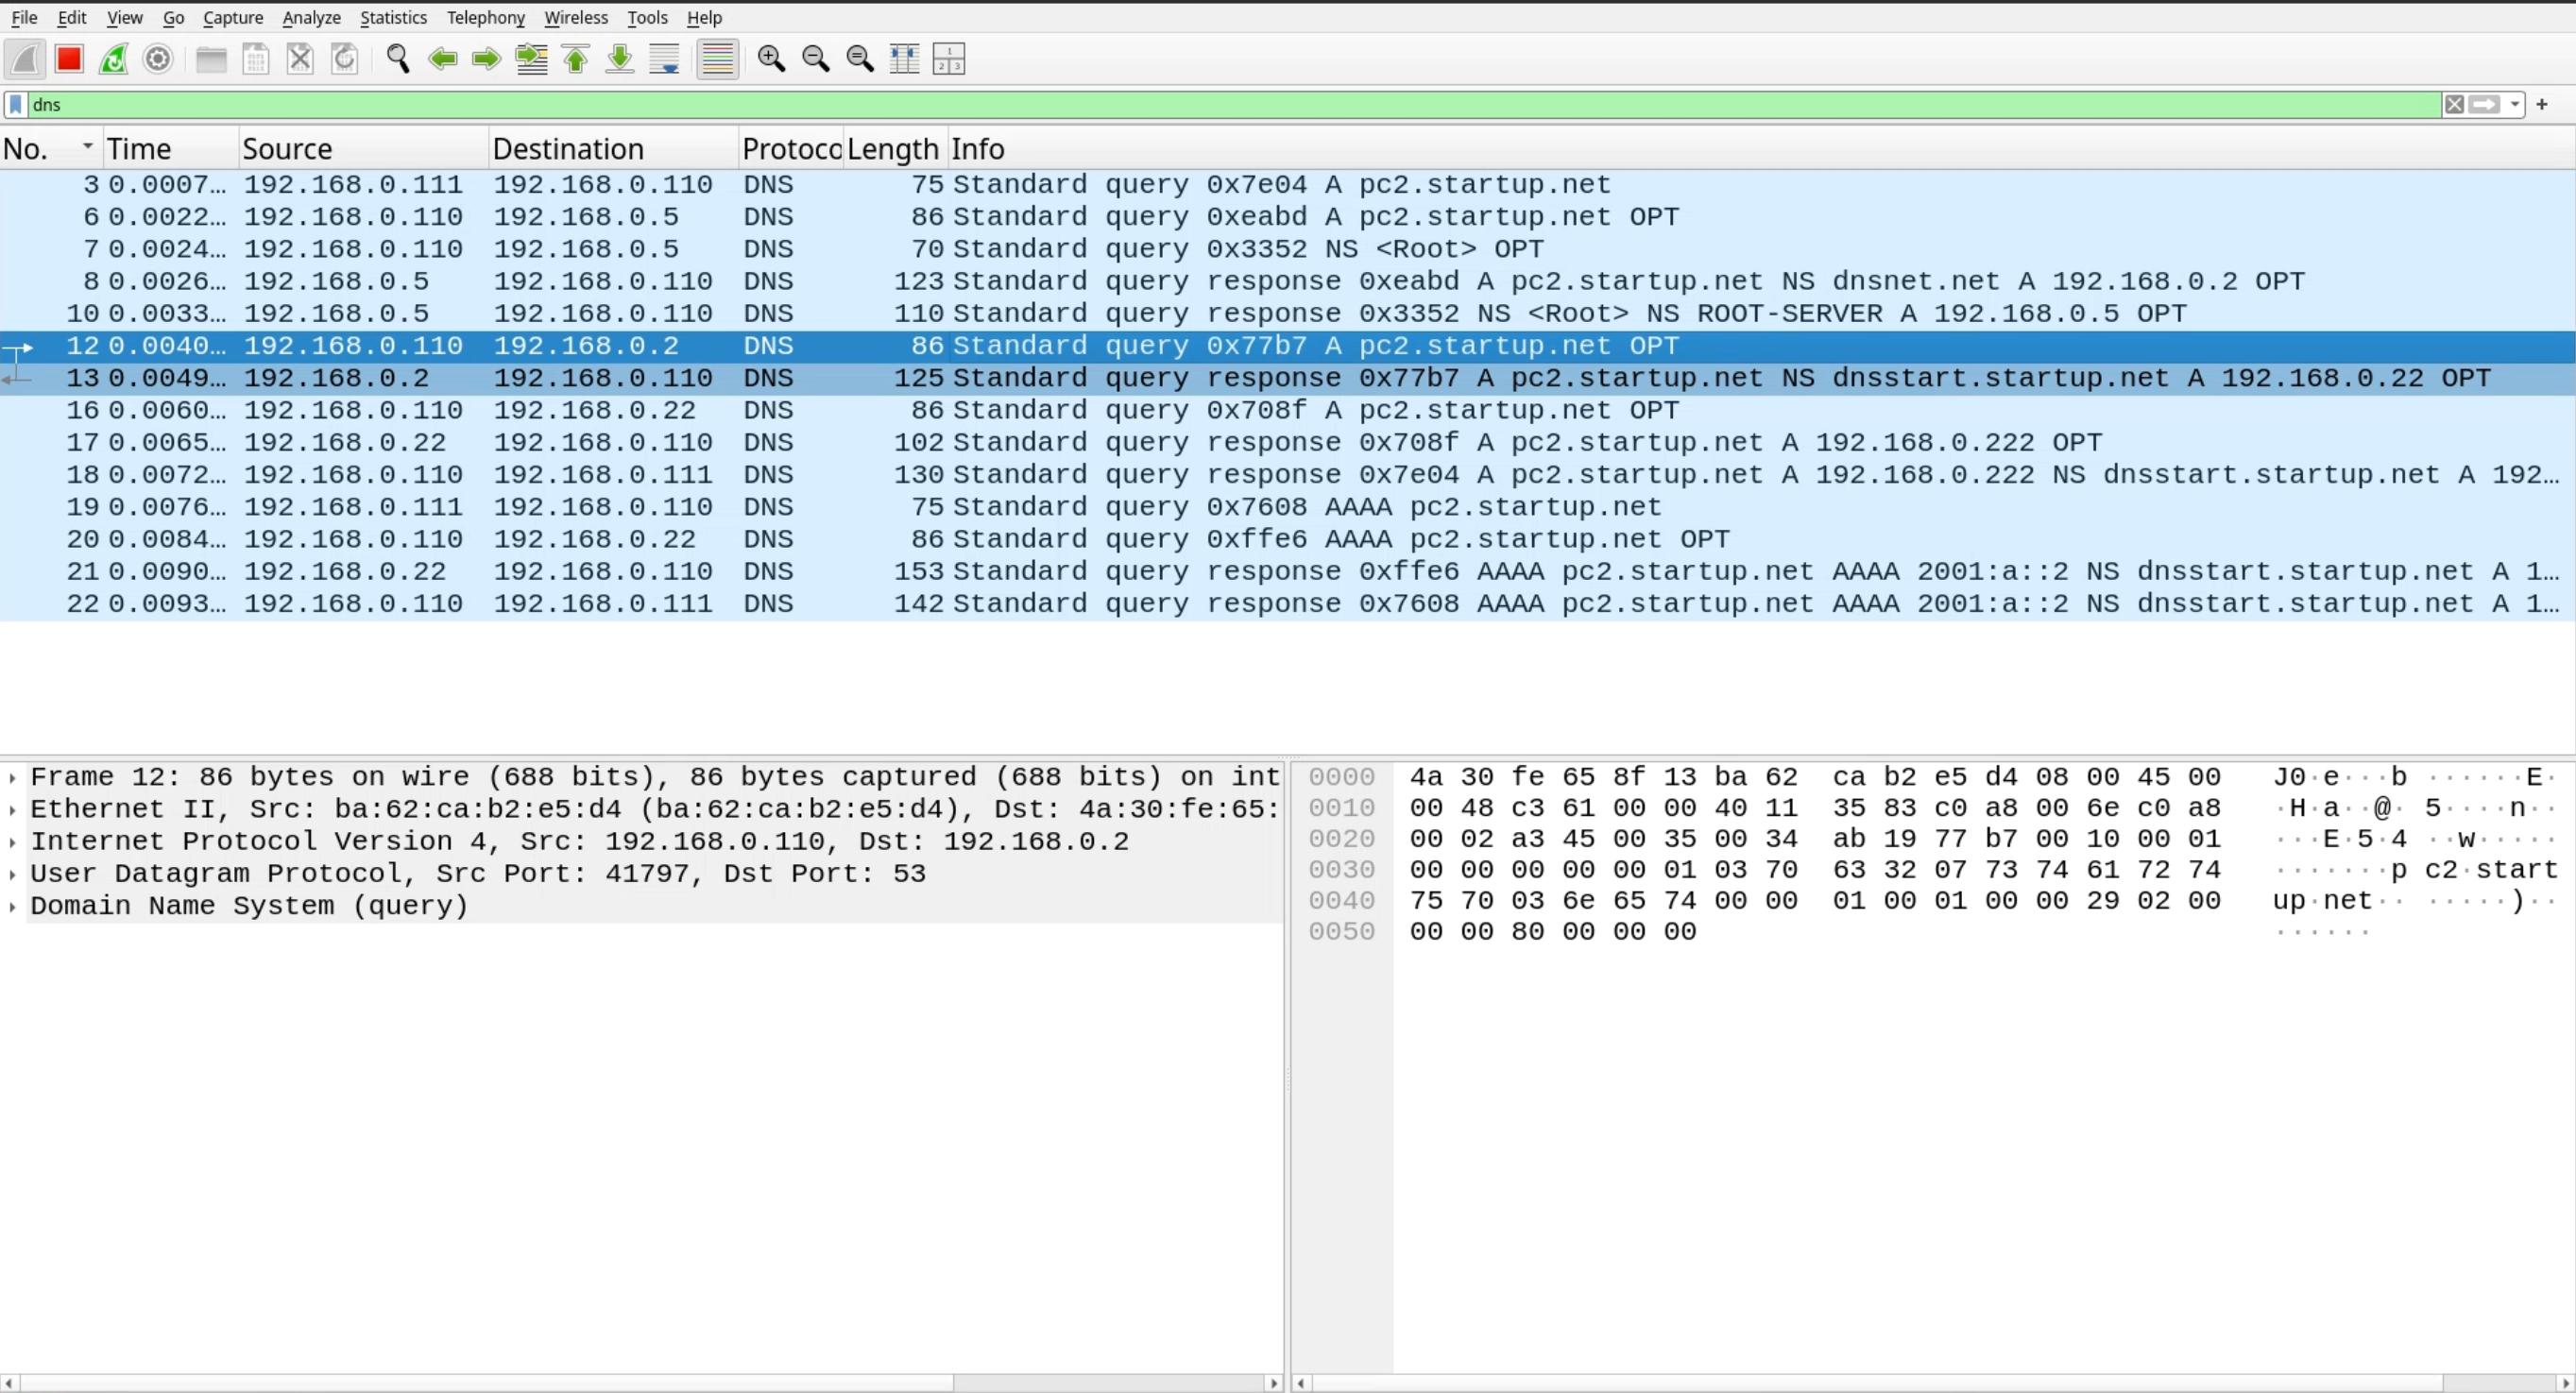 File Edit View Go Capture Analyze Statistics Telephony Wireless Tools Help
dns
No. Time Source Destination Protoco Length Info
3 0.0007… 192.168.0.111 192.168.0.110 DNS 75 Standard query 0x7e04 A pc2.startup.net
6 0.0022… 192.168.0.110 192.168.0.5 DNS 86 Standard query 0xeabd A pc2.startup.net OPT
7 0.0024… 192.168.0.110 192.168.0.5 DNS 70 Standard query 0x3352 NS <Root> OPT
8 0.0026… 192.168.0.5 192.168.0.110 DNS 123 Standard query response 0xeabd A pc2.startup.net NS dnsnet.net A 192.168.0.2 OPT
10 0.0033… 192.168.0.5 192.168.0.110 DNS 110 Standard query response 0x3352 NS <Root> NS ROOT-SERVER A 192.168.0.5 OPT
12 0.0040… 192.168.0.110 192.168.0.2 DNS 86 Standard query 0x77b7 A pc2.startup.net OPT
13 0.0049… 192.168.0.2 192.168.0.110 DNS 125 Standard query response 0x77b7 A pc2.startup.net NS dnsstart.startup.net A 192.168.0.22 OPT
16 0.0060… 192.168.0.110 192.168.0.22 DNS 86 Standard query 0x708f A pc2.startup.net OPT
17 0.0065… 192.168.0.22 192.168.0.110 DNS 102 Standard query response 0x708f A pc2.startup.net A 192.168.0.222 OPT
18 0.0072… 192.168.0.110 192.168.0.111 DNS 130 Standard query response 0x7e04 A pc2.startup.net A 192.168.0.222 NS dnsstart.startup.net A 192…
19 0.0076… 192.168.0.111 192.168.0.110 DNS 75 Standard query 0x7608 AAAA pc2.startup.net
20 0.0084… 192.168.0.110 192.168.0.22 DNS 86 Standard query 0xffe6 AAAA pc2.startup.net OPT
21 0.0090… 192.168.0.22 192.168.0.110 DNS 153 Standard query response 0xffe6 AAAA pc2.startup.net AAAA 2001:a::2 NS dnsstart.startup.net A 1…
22 0.0093… 192.168.0.110 192.168.0.111 DNS 142 Standard query response 0x7608 AAAA pc2.startup.net AAAA 2001:a::2 NS dnsstart.startup.net A 1…
Frame 12: 86 bytes on wire (688 bits), 86 bytes captured (688 bits) on int
Ethernet II, Src: ba:62:ca:b2:e5:d4 (ba:62:ca:b2:e5:d4), Dst: 4a:30:fe:65:
Internet Protocol Version 4, Src: 192.168.0.110, Dst: 192.168.0.2
User Datagram Protocol, Src Port: 41797, Dst Port: 53
Domain Name System (query)
0000 4a 30 fe 65 8f 13 ba 62 ca b2 e5 d4 08 00 45 00 J0·e···b ······E·
0010 00 48 c3 61 00 00 40 11 35 83 c0 a8 00 6e c0 a8 ·H·a··@· 5····n··
0020 00 02 a3 45 00 35 00 34 ab 19 77 b7 00 10 00 01 ···E·5·4 ··w·····
0030 00 00 00 00 00 01 03 70 63 32 07 73 74 61 72 74 ·······p c2·start
0040 75 70 03 6e 65 74 00 00 01 00 01 00 00 29 02 00 up·net·· ·····)··
0050 00 00 80 00 00 00 ······